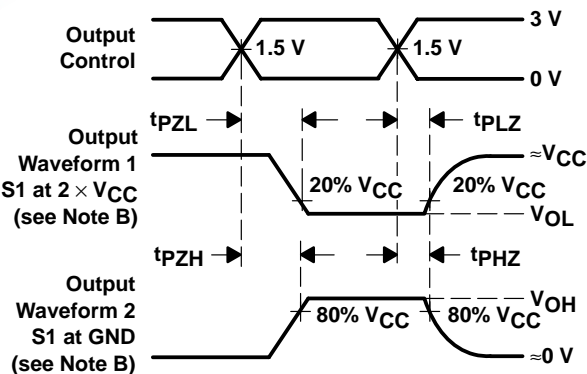 Output
Control
1.5 V
1.5 V
3 V
0 V
tPZL
tPLZ
Output
Waveform 1
S1 at 2 × VCC
(see Note B)
20% VCC
20% VCC
≈VCC
VOL
tPZH
tPHZ
Output
Waveform 2
S1 at GND
(see Note B)
80% VCC
80% VCC
VOH
≈0 V